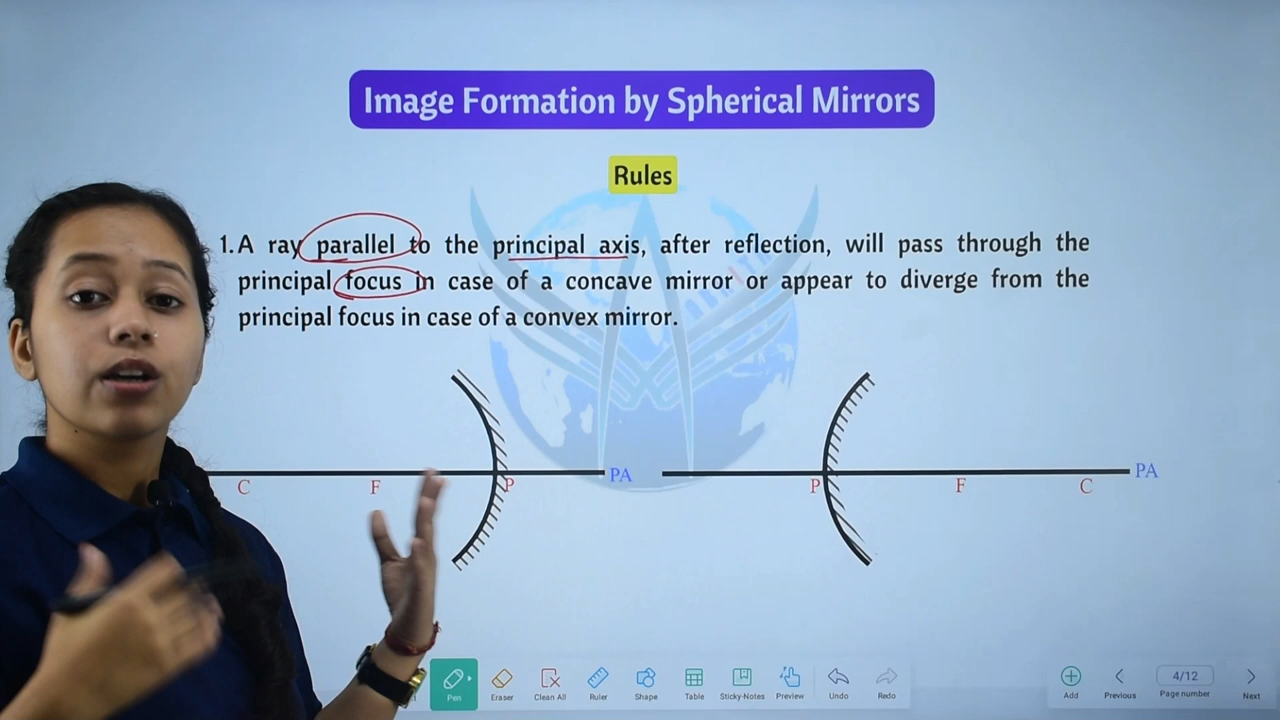 Image Formation by Spherical Mirrors
Rules
1. A ray parallel to the principal axis, after reflection, will pass through the
principal focus in case of a concave mirror or appear to diverge from the
principal focus in case of a convex mirror.
C F P PA
P F C PA
Pen Eraser Clean All Ruler Shape Table Sticky-Notes Preview Undo Redo
Add Previous 4/12 Page number Next